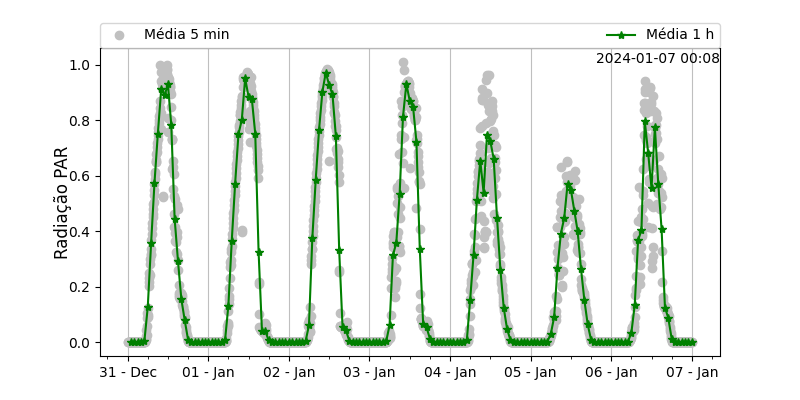 Média 5 min
Média 1 h
2024-01-07 00:08
Radiação PAR
1.0
0.8
0.6
0.4
0.2
0.0
31 - Dec
01 - Jan
02 - Jan
03 - Jan
04 - Jan
05 - Jan
06 - Jan
07 - Jan